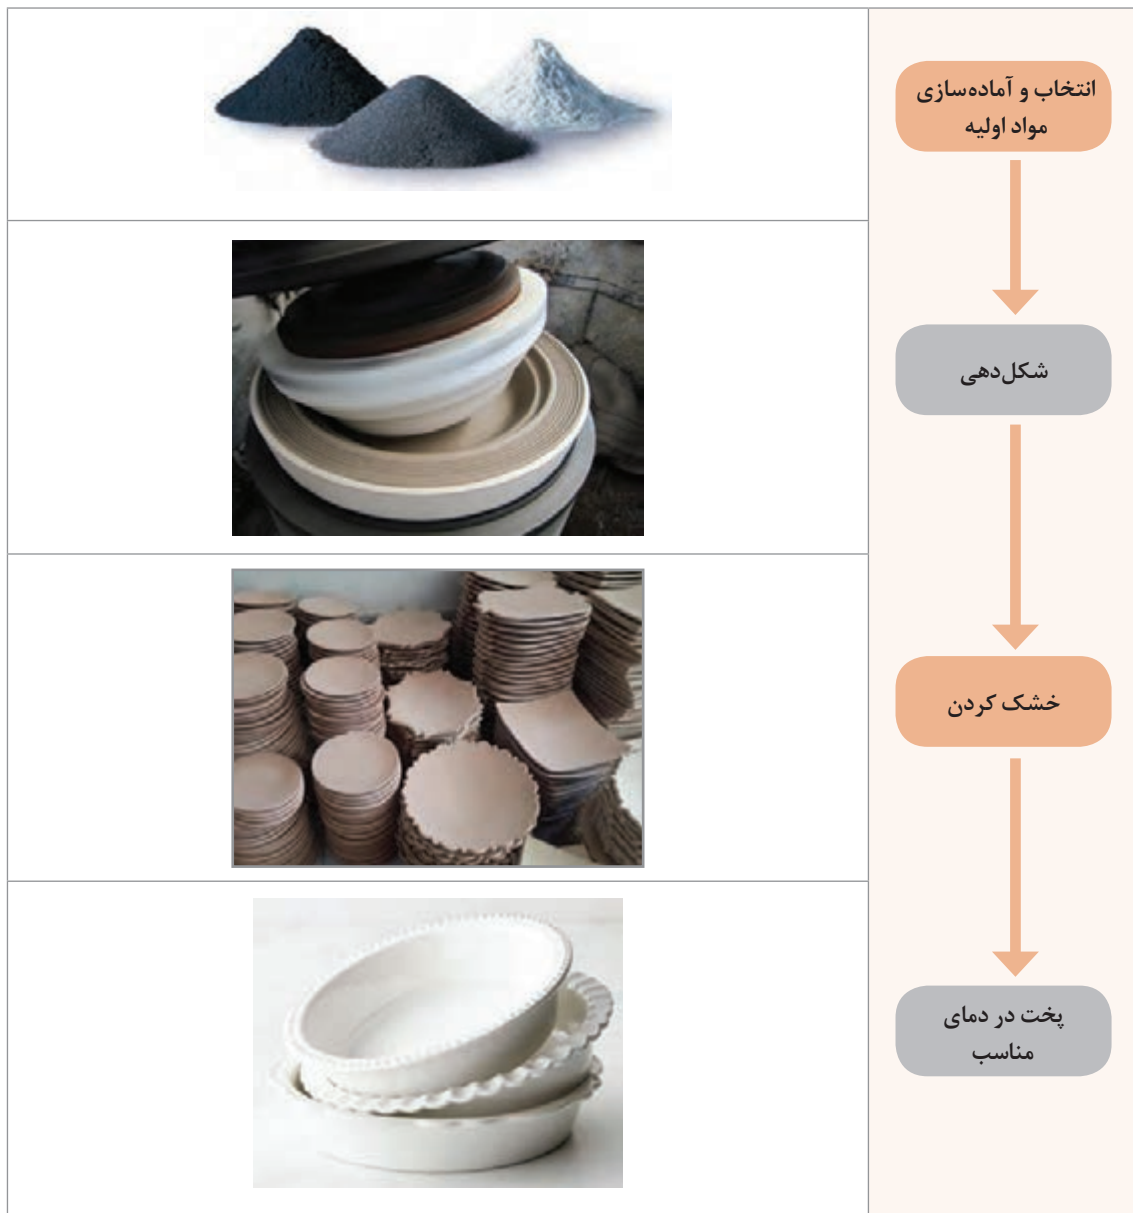 انتخاب و آماده‌سازی
مواد اولیه
شکل‌دهی
خشک کردن
پخت در دمای
مناسب